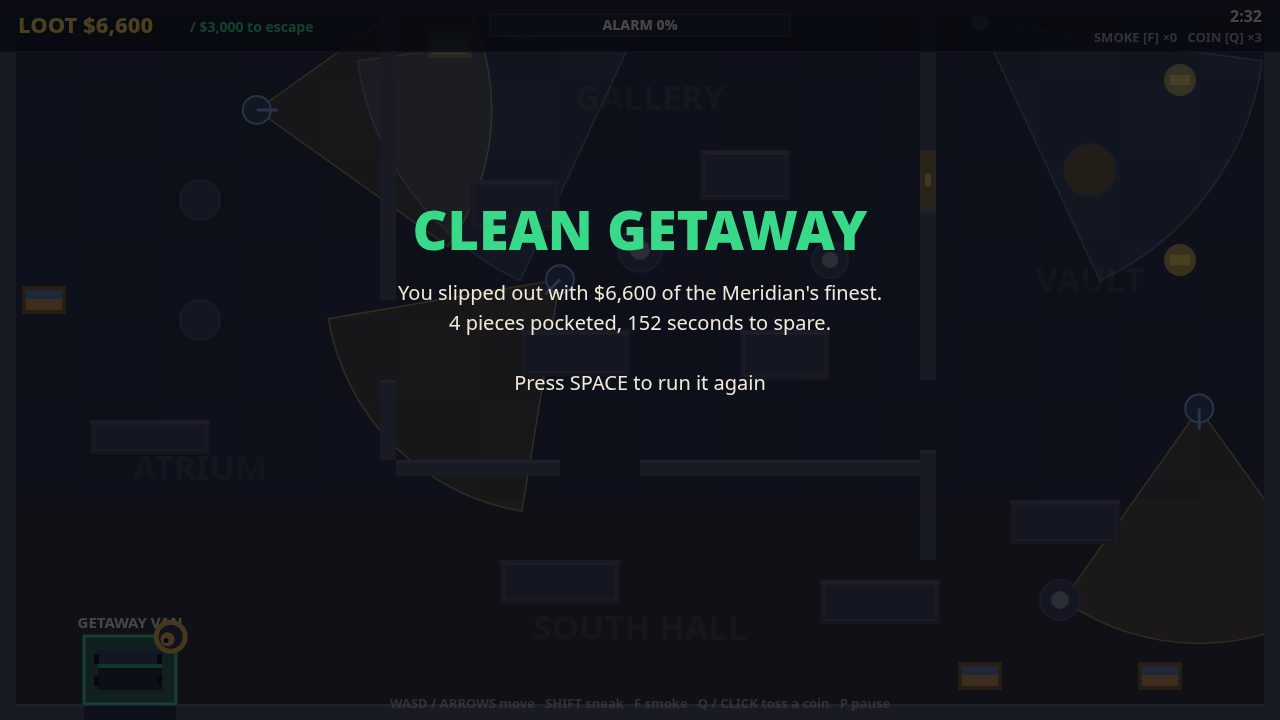 LOOT $6,600 / $3,000 to escape
ALARM 0%
2:32
SMOKE [F] ×0 COIN [Q] ×3
GALLERY
CLEAN GETAWAY
VAULT
You slipped out with $6,600 of the Meridian's finest.
4 pieces pocketed, 152 seconds to spare.
Press SPACE to run it again
ATRIUM
GETAWAY VAN
SOUTH HALL
WASD / ARROWS move SHIFT sneak F smoke Q / CLICK toss a coin P pause